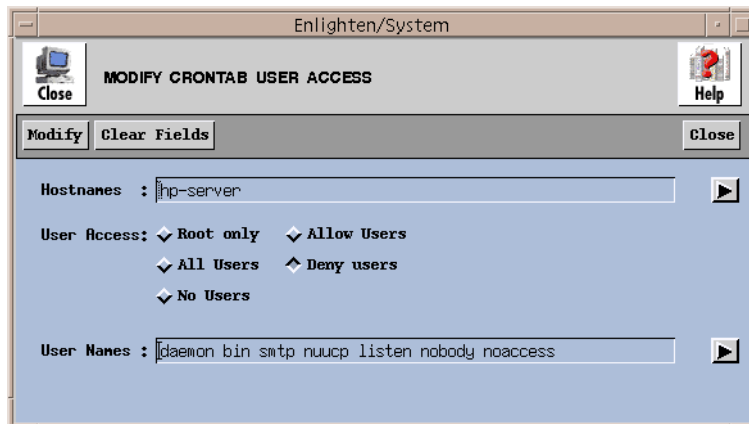 Enlighten/System
Close
MODIFY CRONTAB USER ACCESS
Help
Modify Clear Fields Close
Hostnames : hp-server
User Access: Root only Allow Users
All Users Deny users
No Users
User Names : daemon bin smtp nuucp listen nobody noaccess